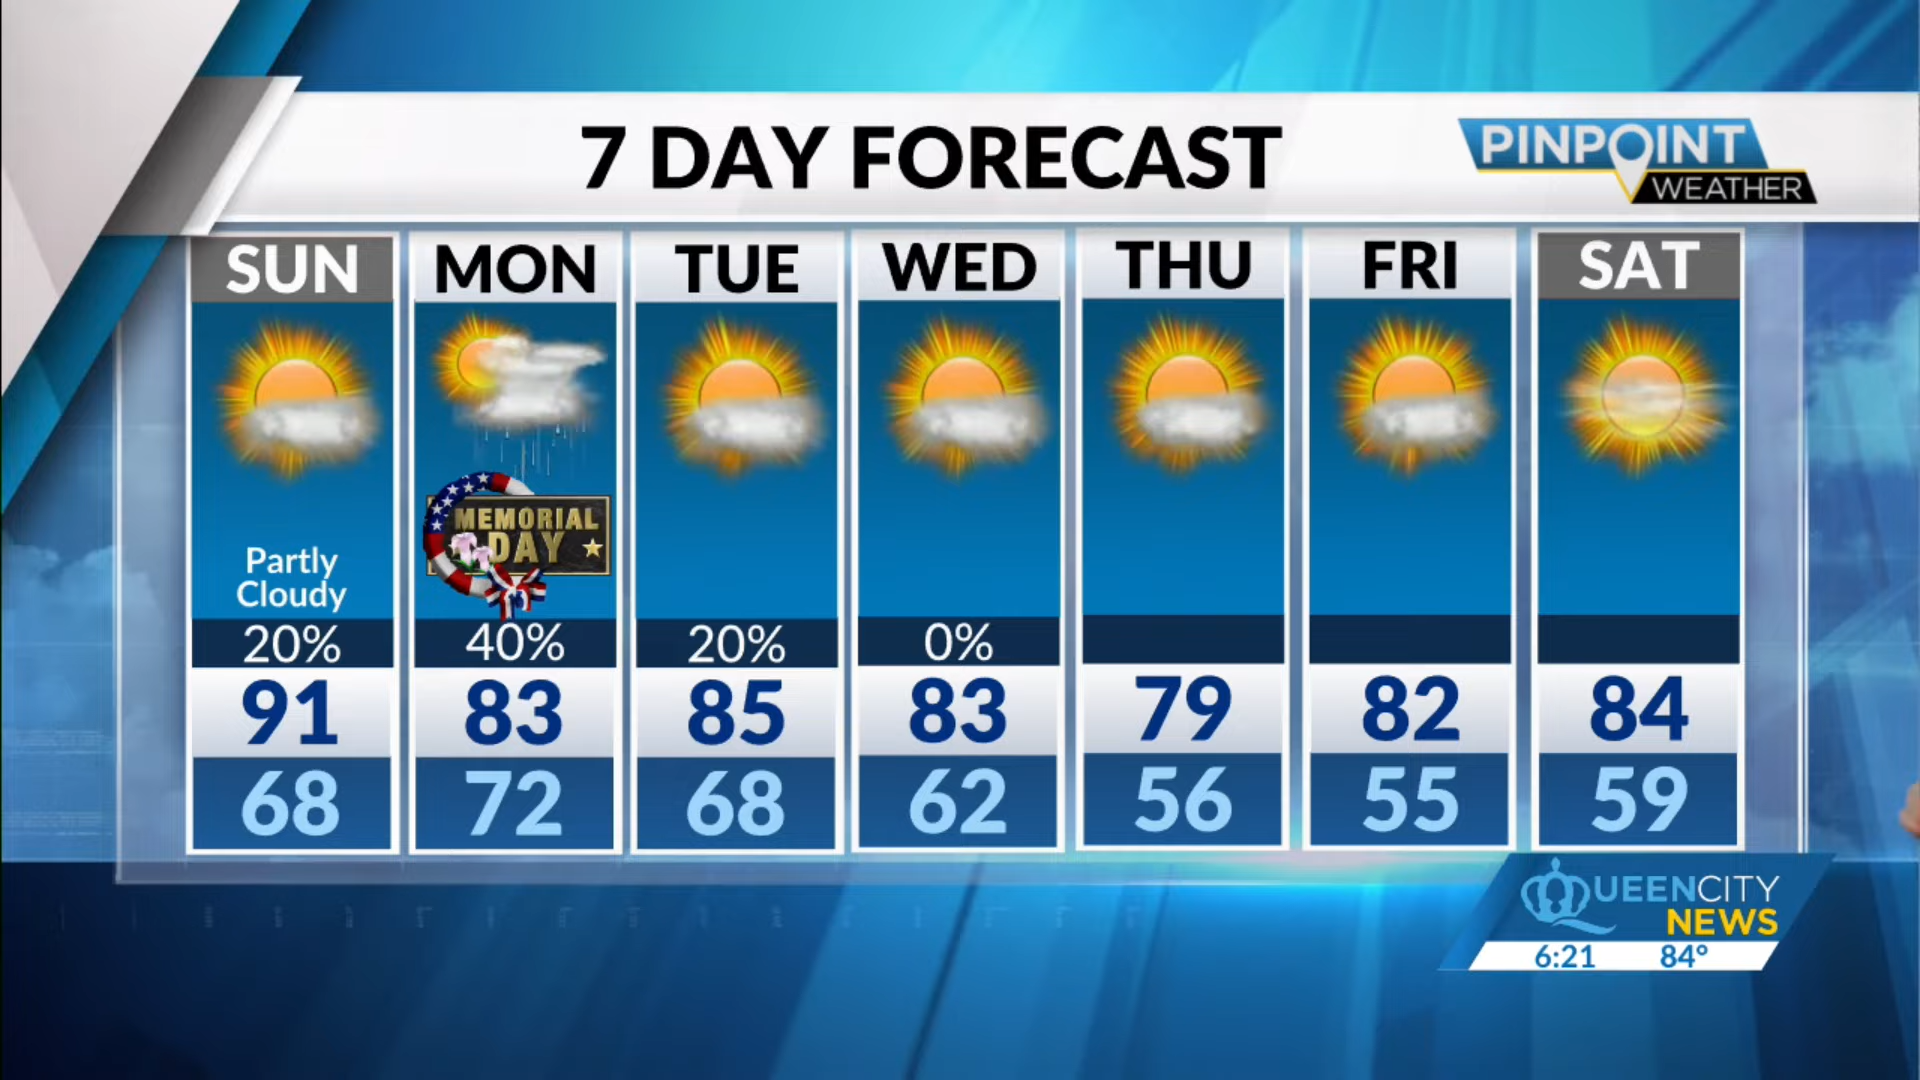 7 DAY FORECAST
PINPOINT
WEATHER
SUN MON TUE WED THU FRI SAT
MEMORIAL
DAY
Partly
Cloudy
20% 40% 20% 0%
91 83 85 83 79 82 84
68 72 68 62 56 55 59
QUEENCITY
NEWS
6:21 84°